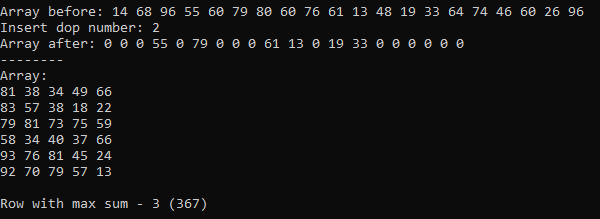 Array before: 14 68 96 55 60 79 80 60 76 61 13 48 19 33 64 74 46 60 26 96
Insert dop number: 2
Array after: 0 0 0 55 0 79 0 0 0 61 13 0 19 33 0 0 0 0 0 0
--------
Array:
81 38 34 49 66
83 57 38 18 22
79 81 73 75 59
58 34 40 37 66
93 76 81 45 24
92 70 79 57 13
Row with max sum - 3 (367)